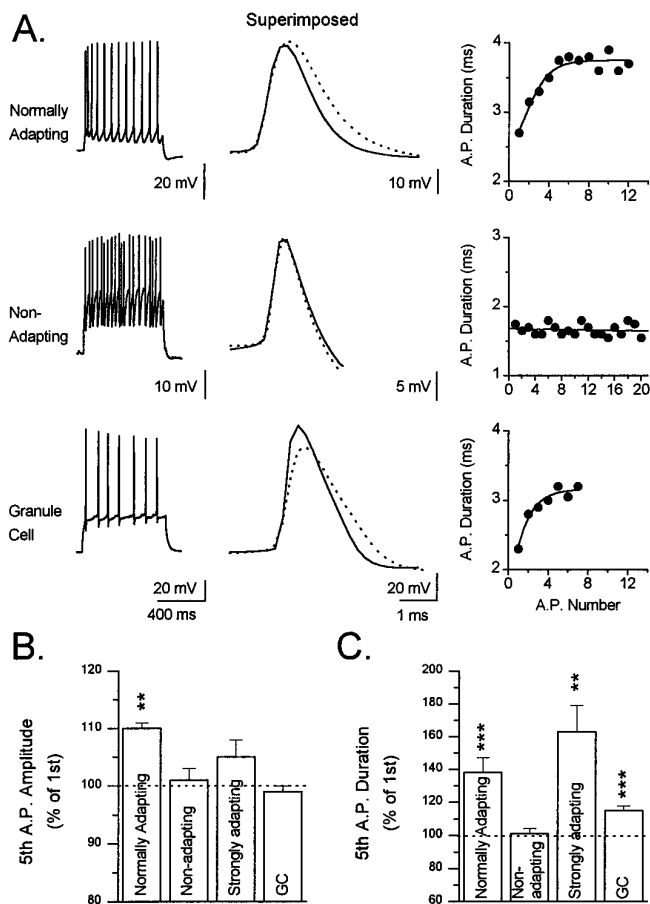 A.
Superimposed
Normally
Adapting
20 mV
10 mV
A.P. Duration (ms)
4
3
2
0 4 8 12
Non-
Adapting
10 mV
5 mV
A.P. Duration (ms)
3
2
1
0 4 8 12 16 20
Granule
Cell
20 mV
400 ms
20 mV
1 ms
A.P. Duration (ms)
4
3
2
0 4 8 12
A.P. Number
B.
5th A.P. Amplitude
(% of 1st)
120
110
100
90
80
**
Normally Adapting
Non-adapting
Strongly adapting
GC
C.
5th A.P. Duration
(% of 1st)
200
180
160
140
120
100
80
60
***
**
***
Normally Adapting
Non-
adapting
Strongly adapting
GC